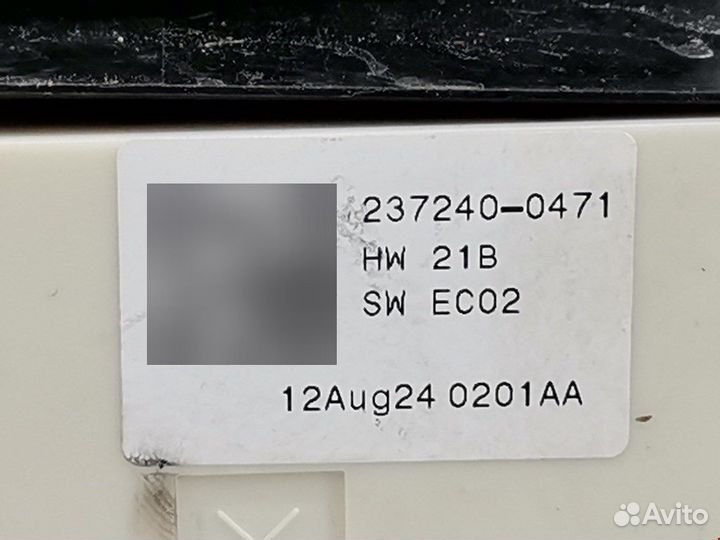 237240-0471
HW 21B
SW EC02
12Aug24 0201AA
Avito